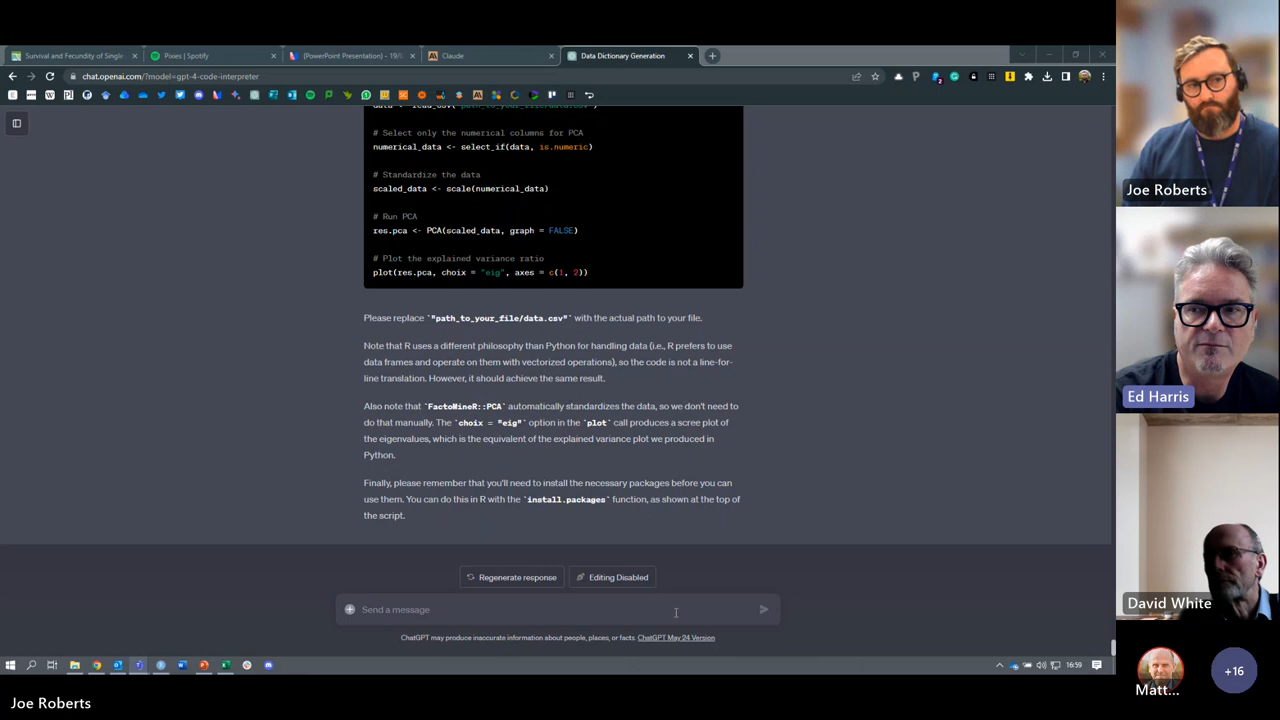 Survival and Fecundity of Single
Pixies | Spotify
(PowerPoint Presentation) - 19/0
Claude
Data Dictionary Generation
chat.openai.com/?model=gpt-4-code-interpreter
# Select only the numerical columns for PCA
numerical_data <- select_if(data, is.numeric)
# Standardize the data
scaled_data <- scale(numerical_data)
# Run PCA
res.pca <- PCA(scaled_data, graph = FALSE)
# Plot the explained variance ratio
plot(res.pca, choix = "eig", axes = c(1, 2))
Please replace `"path_to_your_file/data.csv"` with the actual path to your file.
Note that R uses a different philosophy than Python for handling data (i.e., R prefers to use
data frames and operate on them with vectorized operations), so the code is not a line-for-
line translation. However, it should achieve the same result.
Also note that `FactoMineR::PCA` automatically standardizes the data, so we don't need to
do that manually. The `choix = "eig"` option in the `plot` call produces a scree plot of
the eigenvalues, which is the equivalent of the explained variance plot we produced in
Python.
Finally, please remember that you'll need to install the necessary packages before you can
use them. You can do this in R with the `install.packages` function, as shown at the top of
the script.
Regenerate response
Editing Disabled
Send a message
ChatGPT may produce inaccurate information about people, places, or facts. ChatGPT May 24 Version
16:59
Joe Roberts
Joe Roberts
Ed Harris
David White
Matt...
+16